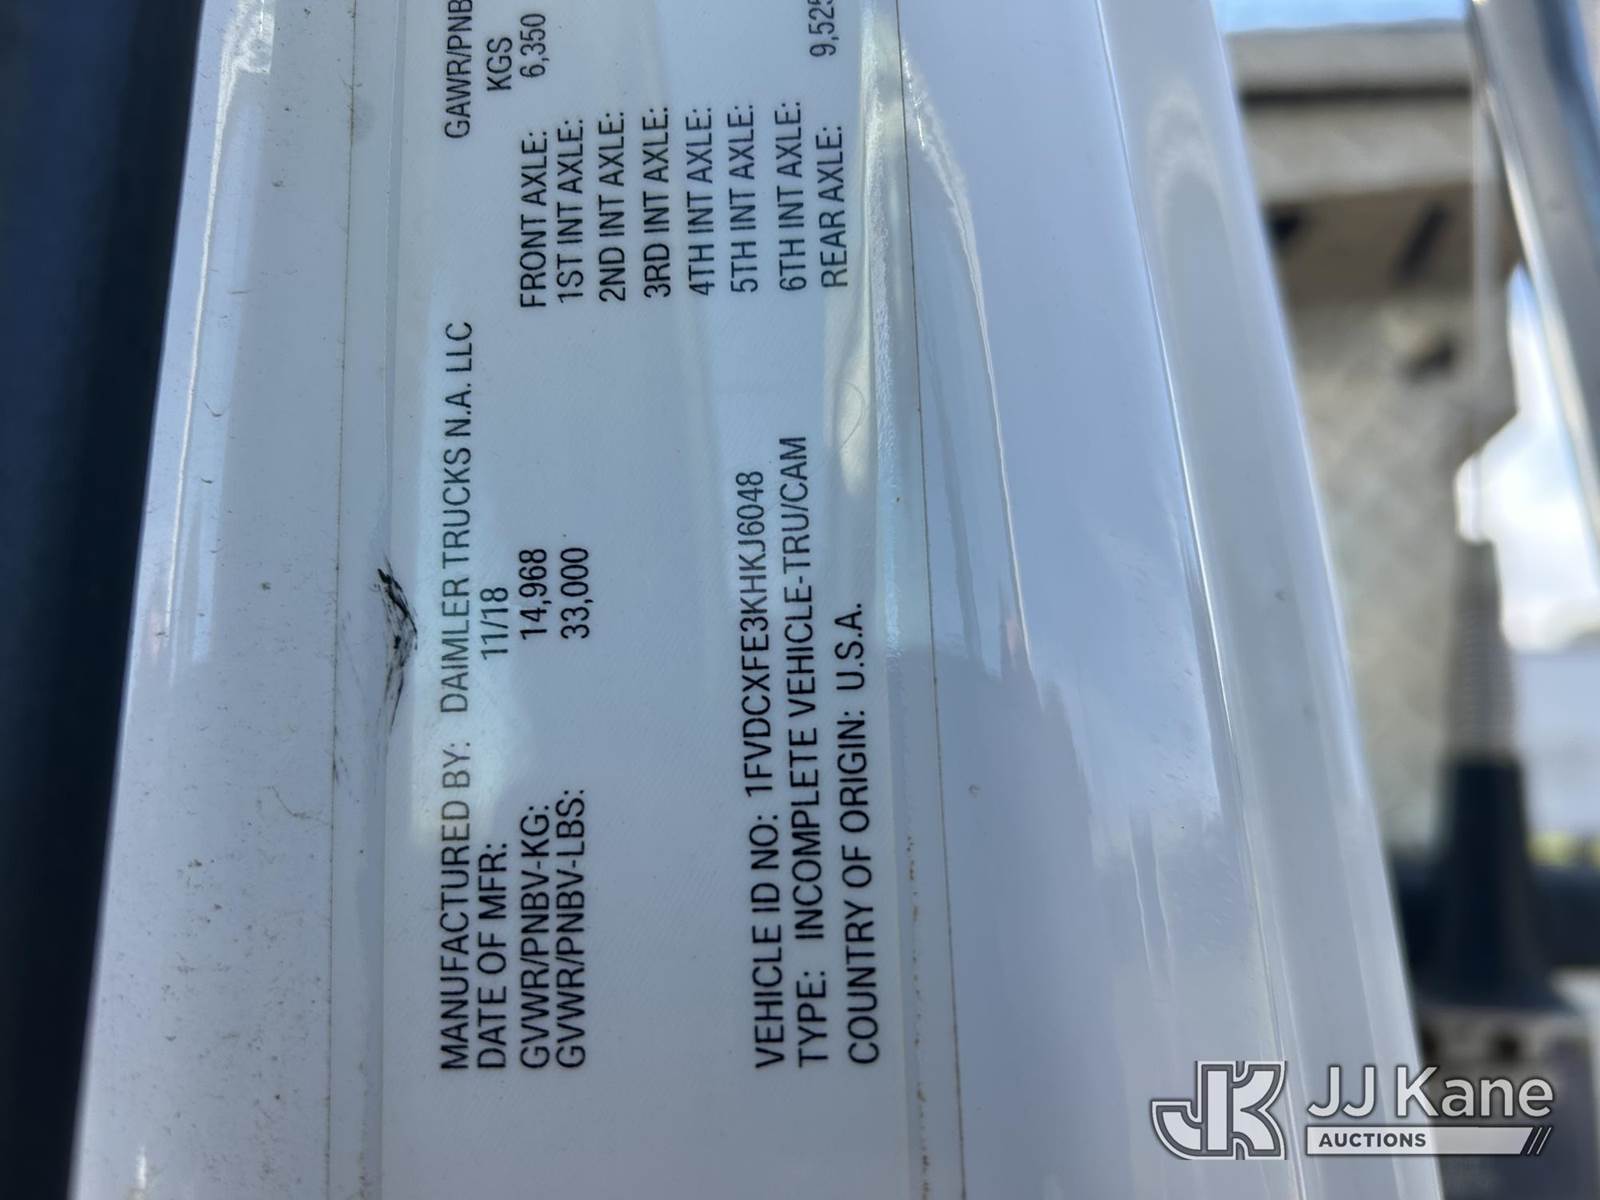 MANUFACTURED BY: DAIMLER TRUCKS N.A. LLC
DATE OF MFR: 11/18
GVWR/PNBV-KG: 14,968
GVWR/PNBV-LBS: 33,000
VEHICLE ID NO: 1FVDCXFE3KHKJ6048
TYPE: INCOMPLETE VEHICLE-TRU/CAM
COUNTRY OF ORIGIN: U.S.A.
GAWR/PNB
KGS
FRONT AXLE: 6,350
1ST INT AXLE:
2ND INT AXLE:
3RD INT AXLE:
4TH INT AXLE:
5TH INT AXLE:
6TH INT AXLE:
REAR AXLE: 9,525
JK
JJ Kane
AUCTIONS